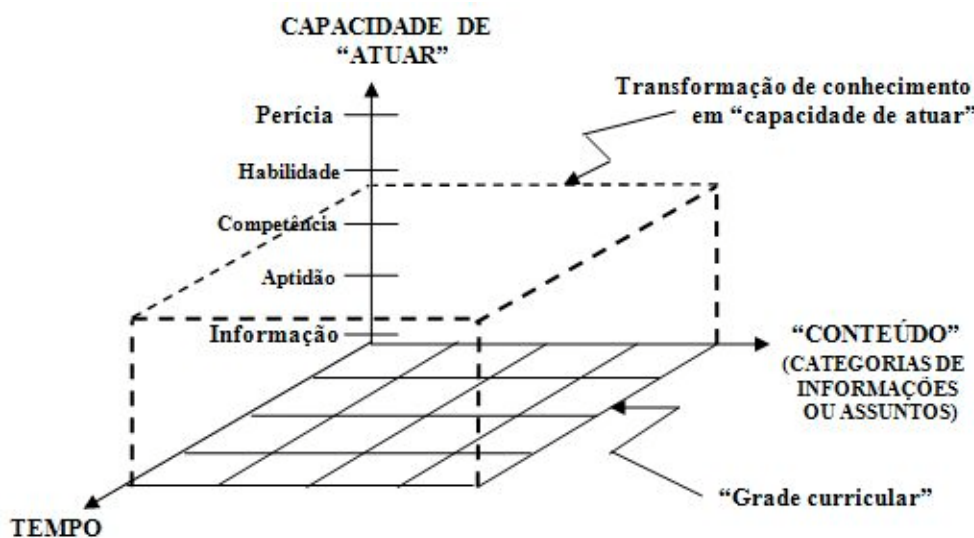 CAPACIDADE DE
“ATUAR”
Transformação de conhecimento
em “capacidade de atuar”
Perícia
Habilidade
Competência
Aptidão
Informação
“CONTEÚDO”
(CATEGORIAS DE
INFORMAÇÕES
OU ASSUNTOS)
“Grade curricular”
TEMPO